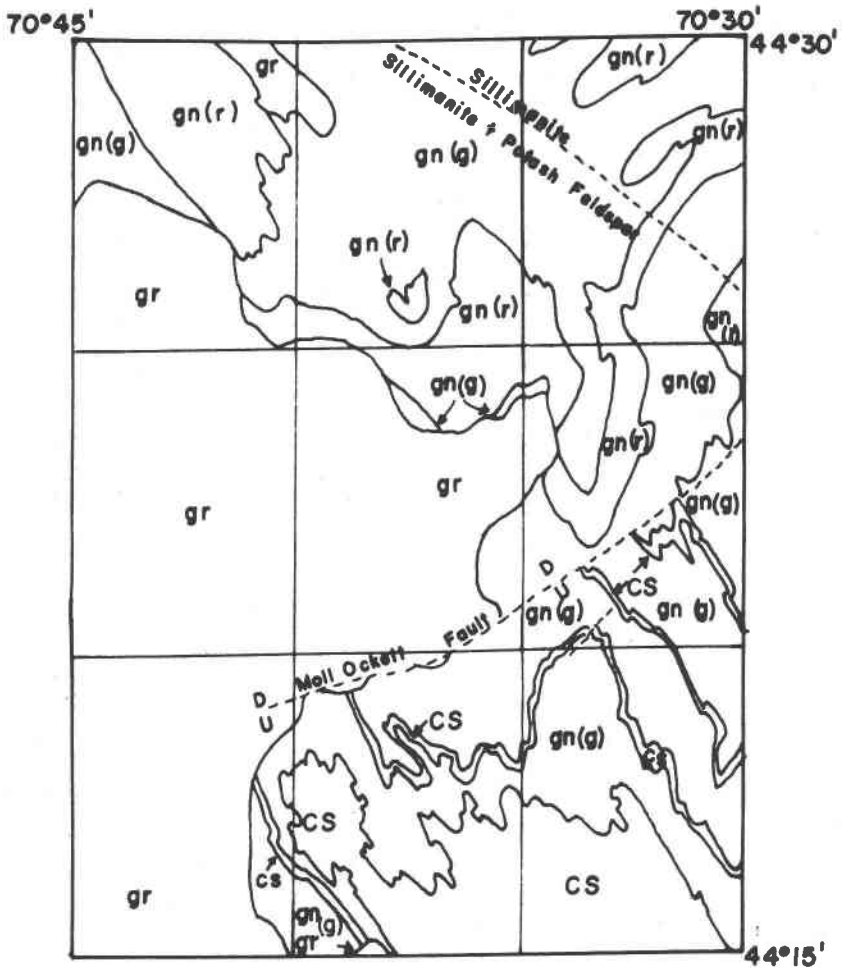 70°45'
70°30'
44°30'
gr
gn(r)
gn(r)
Sillimanite
Sillimanite + Potash Feldspar
gn(g)
gn(r)
gn(g)
gn(r)
gr
gn(r)
gn
(r)
gn(g)
gn(g)
gn(r)
gr
gr
gn(g)
D
CS
gn(g)
gn(g)
Moll Ockett Fault
D
U
CS
gn(g)
CS
CS
CS
CS
gr
gn
(g)
gr
44°15'